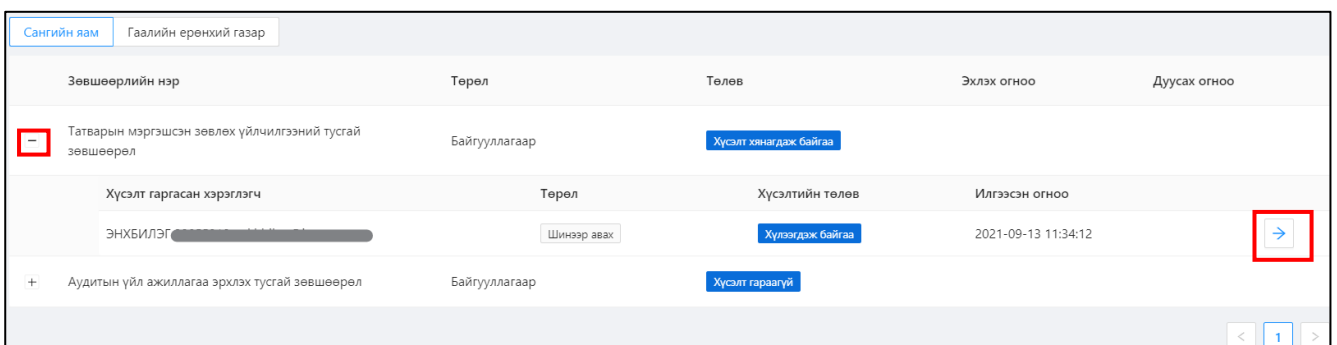 Сангийн яам Гаалийн ерөнхий газар
Зөвшөөрлийн нэр Төрөл Төлөв Эхлэх огноо Дуусах огноо
Татварын мэргэшсэн зөвлөх үйлчилгээний тусгай
зөвшөөрөл
Байгууллагаар Хүсэлт хянагдаж байгаа
Хүсэлт гаргасан хэрэглэгч Төрөл Хүсэлтийн төлөв Илгээсэн огноо
ЭНХБИЛЭГ Шинээр авах Хүлээгдэж байгаа 2021-09-13 11:34:12
Аудитын үйл ажиллагаа эрхлэх тусгай зөвшөөрөл Байгууллагаар Хүсэлт гараагүй
< 1 >